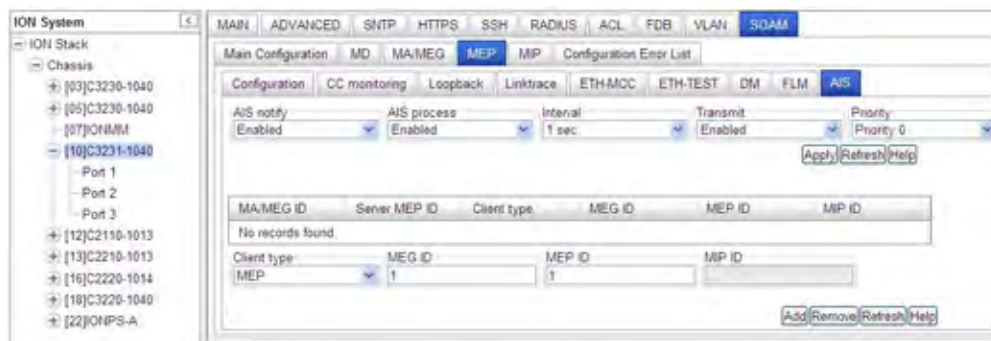 ION System <
ION Stack
Chassis
[03]C3230-1040
[05]C3230-1040
[07]IONMM
[10]C3231-1040
Port 1
Port 2
Port 3
[12]C2110-1013
[13]C2210-1013
[16]C2220-1014
[18]C3220-1040
[22]IONPS-A
MAIN ADVANCED SNTP HTTPS SSH RADIUS ACL FDB VLAN SOAM
Main Configuration MD MA/MEG MEP MIP Configuration Error List
Configuration CC monitoring Loopback Linktrace ETH-MCC ETH-TEST DM FLM AIS
AIS notify AIS process Interval Transmit Priority
Enabled Enabled 1 sec Enabled Priority 0
Apply Refresh Help
MA/MEG ID Server MEP ID Client type MEG ID MEP ID MIP ID
No records found.
Client type MEG ID MEP ID MIP ID
MEP 1 1
Add Remove Refresh Help